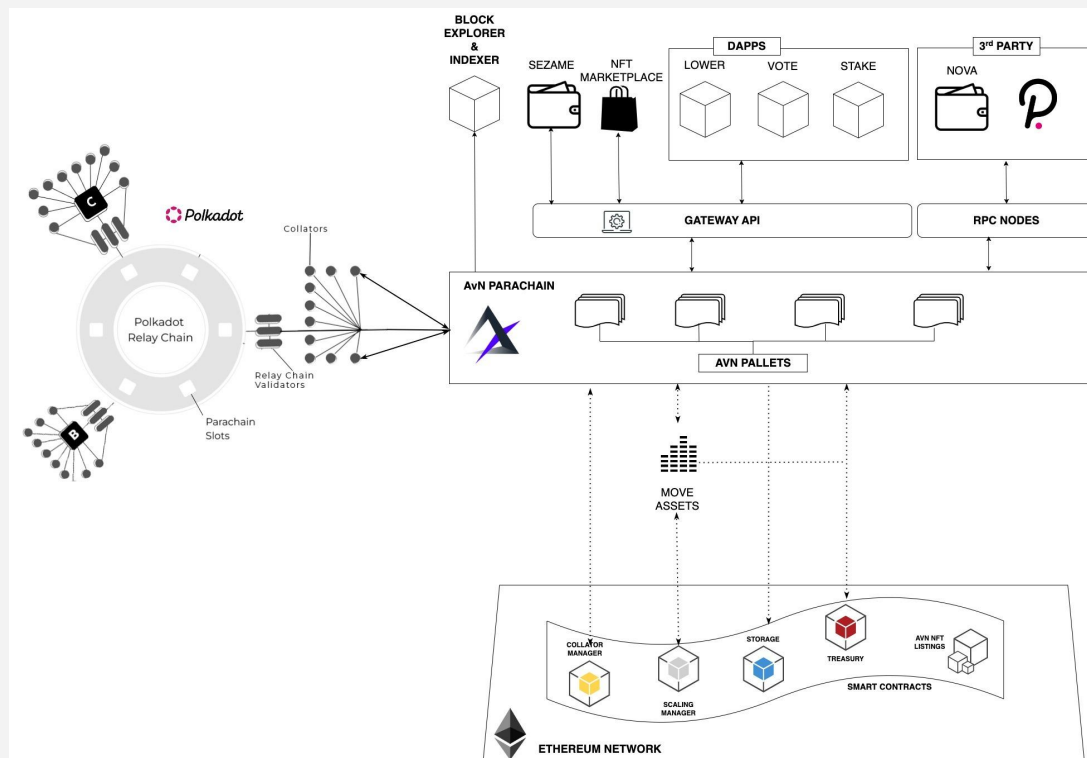 BLOCK
EXPLORER
&
INDEXER
SEZAME
NFT
MARKETPLACE
DAPPS
LOWER
VOTE
STAKE
3rd PARTY
NOVA
GATEWAY API
RPC NODES
C
Polkadot
Collators
Polkadot
Relay Chain
Relay Chain
Validators
Parachain
Slots
B
AvN PARACHAIN
AVN PALLETS
MOVE
ASSETS
COLLATOR
MANAGER
SCALING
MANAGER
STORAGE
TREASURY
AVN NFT
LISTINGS
SMART CONTRACTS
ETHEREUM NETWORK